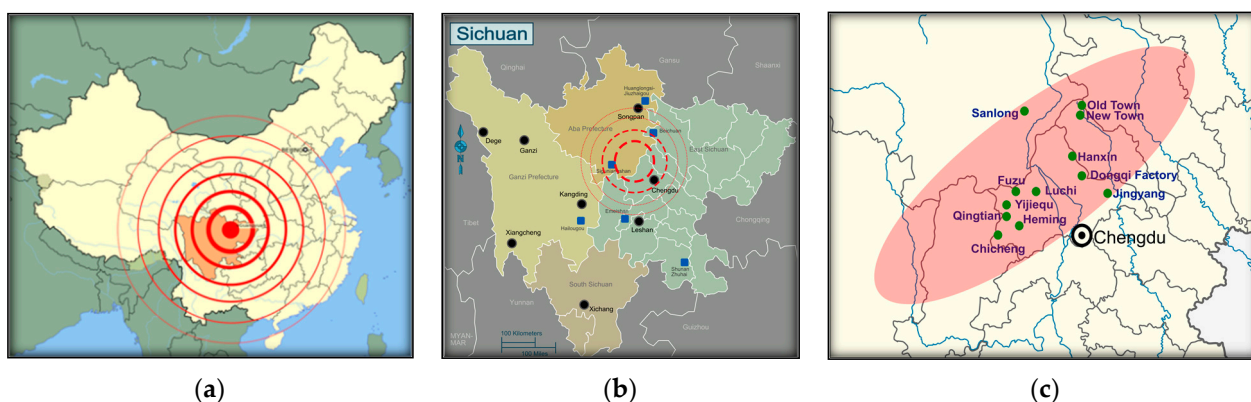 Sichuan
Qinghai
Gansu
Shaanxi
Songpan
Aba Prefecture
Dege
Ganzi
East Sichuan
Ganzi Prefecture
Kangding
Chengdu
Tibet
Leshan
Chongqing
Xiangcheng
South Sichuan
Yunnan
Xichang
Guizhou
MYAN-
MAR
100 Kilometers
100 Miles
N
Old Town
Sanlong
New Town
Hanxin
Dongqi Factory
Fuzu
Luchi
Jingyang
Yijiequ
Qingtian
Heming
Chicheng
Chengdu
(a)
(b)
(c)